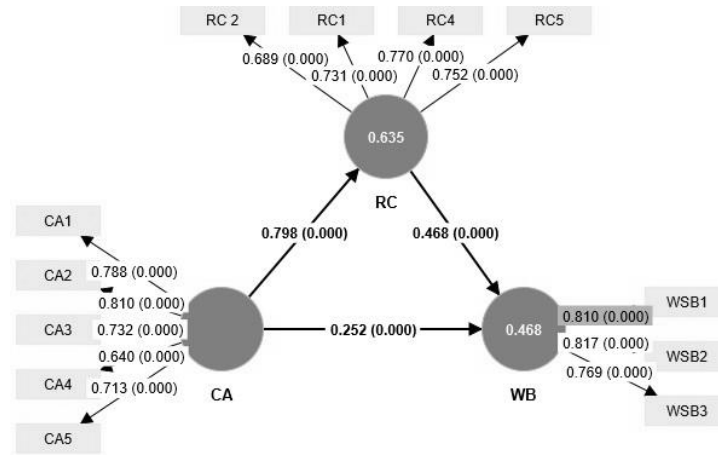 RC 2
RC1
RC4
RC5
0.689 (0.000)
0.731 (0.000)
0.770 (0.000)
0.752 (0.000)
0.635
RC
CA1
CA2
CA3
CA4
CA5
0.788 (0.000)
0.810 (0.000)
0.732 (0.000)
0.640 (0.000)
0.713 (0.000)
CA
0.798 (0.000)
0.468 (0.000)
0.252 (0.000)
0.468
WB
0.810 (0.000)
0.817 (0.000)
0.769 (0.000)
WSB1
WSB2
WSB3